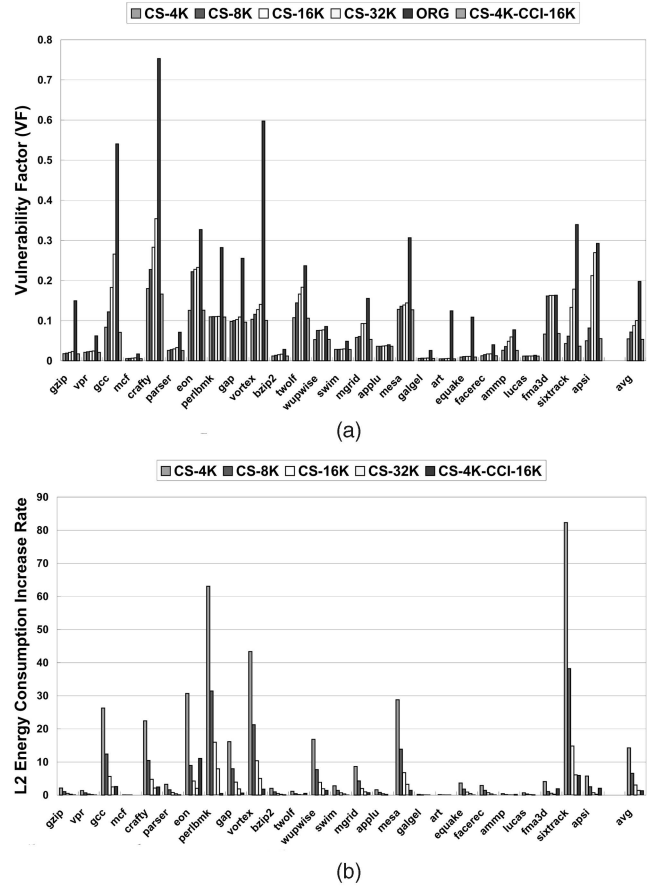 CS-4K CS-8K CS-16K CS-32K ORG CS-4K-CCI-16K
Vulnerability Factor (VF)
0.8
0.7
0.6
0.5
0.4
0.3
0.2
0.1
0
gzip vpr gcc mcf crafty parser eon perlbmk gap vortex bzip2 twolf wupwise swim mgrid applu mesa galgel art equake facerec ammp lucas fma3d sixtrack apsi avg
(a)
CS-4K CS-8K CS-16K CS-32K CS-4K-CCI-16K
L2 Energy Consumption Increase Rate
90
80
70
60
50
40
30
20
10
0
gzip vpr gcc mcf crafty parser eon perlbmk gap vortex bzip2 twolf wupwise swim mgrid applu mesa galgel art equake facerec ammp lucas fma3d sixtrack apsi avg
(b)